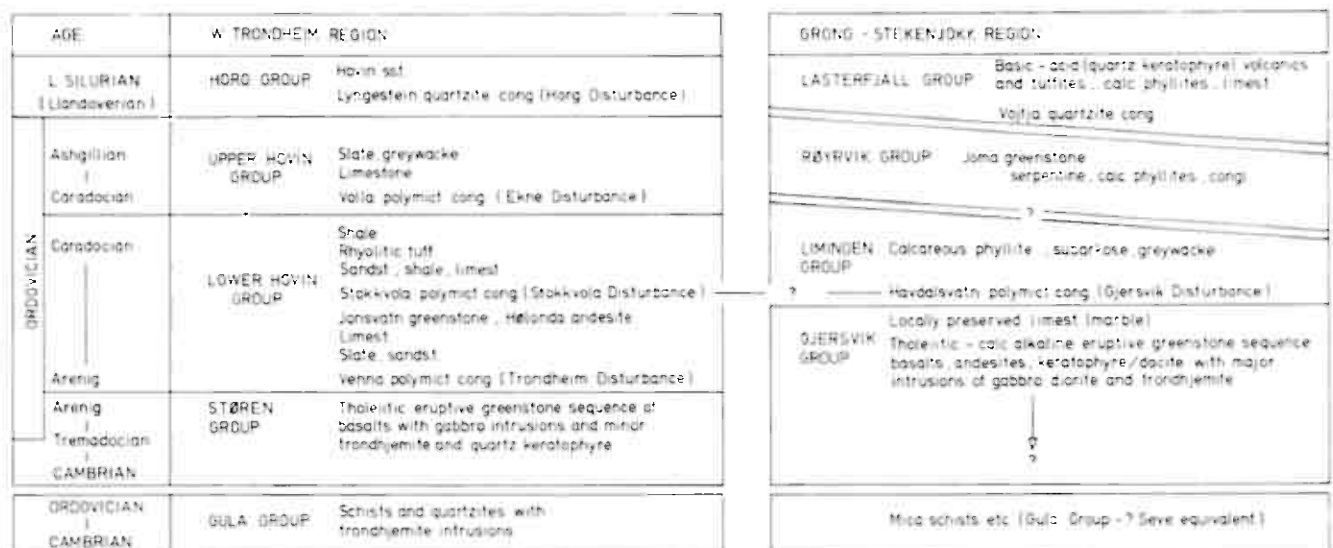 AGE
W TRONDHEIM REGION
L SILURIAN
(Llandoverian)
HORG GROUP
Hovin sst
Lyngestein quartzite cong (Horg Disturbance)
ORDOVICIAN
Ashgillian
Caradocian
UPPER HOVIN
GROUP
Slate, greywacke
Limestone
Volla polymict cong (Ekne Disturbance)
Caradocian
Arenig
LOWER HOVIN
GROUP
Shale
Rhyolitic tuff
Sandst, shale, limest
Stokkvola polymict cong (Stokkvola Disturbance)
Jonsvatn greenstone, Hølonda andesite
Limest
Slate, sandst
Venna polymict cong (Trondheim Disturbance)
Arenig
Tremadocian
CAMBRIAN
STØREN
GROUP
Tholeiitic eruptive greenstone sequence of
basalts with gabbro intrusions and minor
trondhjemite and quartz keratophyre
ORDOVICIAN
CAMBRIAN
GULA GROUP
Schists and quartzites with
trondhjemite intrusions
GRONG - STEKENJOKK REGION
LASTERFJALL GROUP
Basic - acid (quartz keratophyre) volcanics
and tuffites, calc phyllites, limest
Vojtja quartzite cong
RØYRVIK GROUP
Joma greenstone
serpentine, calc phyllites, congl
?
LIMINGEN
GROUP
Calcareous phyllite, subarkose, greywacke
?
Havdalsvatn polymict cong (Gjersvik Disturbance)
GJERSVIK
GROUP
Locally preserved limest (marble)
Tholeiitic - calc alkaline eruptive greenstone sequence
basalts, andesites, keratophyre/dacite with major
intrusions of gabbro diorite and trondhjemite
?
Mica schists etc (Gula Group - ? Seve equivalent)